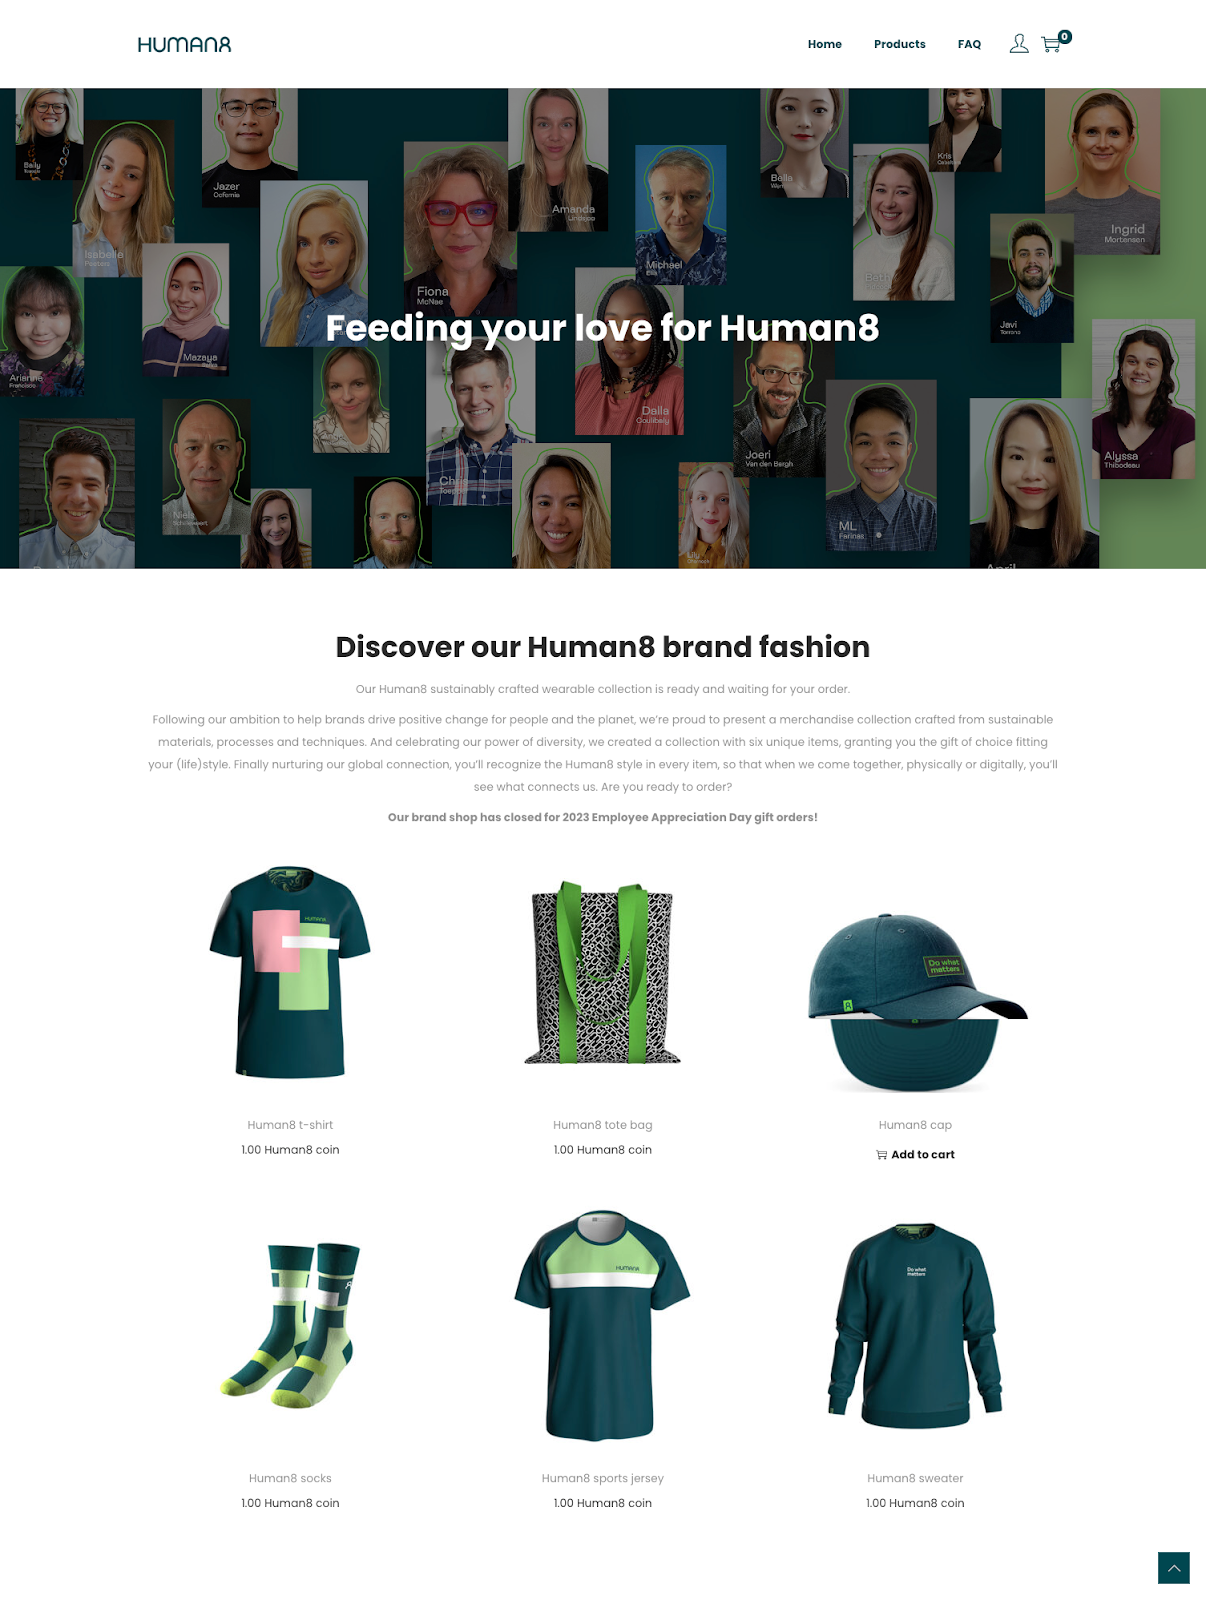 HUMAN8
Home
Products
FAQ
0
Baily
Isabelle
Jazer
Ocfemia
Fiona
McNae
Amanda
Michael
Ellis
Bella
Kris
Beth
Ingrid
Mortensen
Javi
Arianne
Francisco
Mazaya
Feeding your love for Human8
Dalla
Coulibaly
Joeri
Van den Bergh
Alyssa
Thibodeau
Niels
Chris
ML
Farinas
Lily
April
Discover our Human8 brand fashion
Our Human8 sustainably crafted wearable collection is ready and waiting for your order.
Following our ambition to help brands drive positive change for people and the planet, we’re proud to present a merchandise collection crafted from sustainable
materials, processes and techniques. And celebrating our power of diversity, we created a collection with six unique items, granting you the gift of choice fitting
your (life)style. Finally nurturing our global connection, you’ll recognize the Human8 style in every item, so that when we come together, physically or digitally, you’ll
see what connects us. Are you ready to order?
Our brand shop has closed for 2023 Employee Appreciation Day gift orders!
HUMAN8
Do what
matters
8
Human8 t-shirt
1.00 Human8 coin
Human8 tote bag
1.00 Human8 coin
Human8 cap
Add to cart
HUMAN8
Do what
matters
Human8 socks
1.00 Human8 coin
Human8 sports jersey
1.00 Human8 coin
Human8 sweater
1.00 Human8 coin